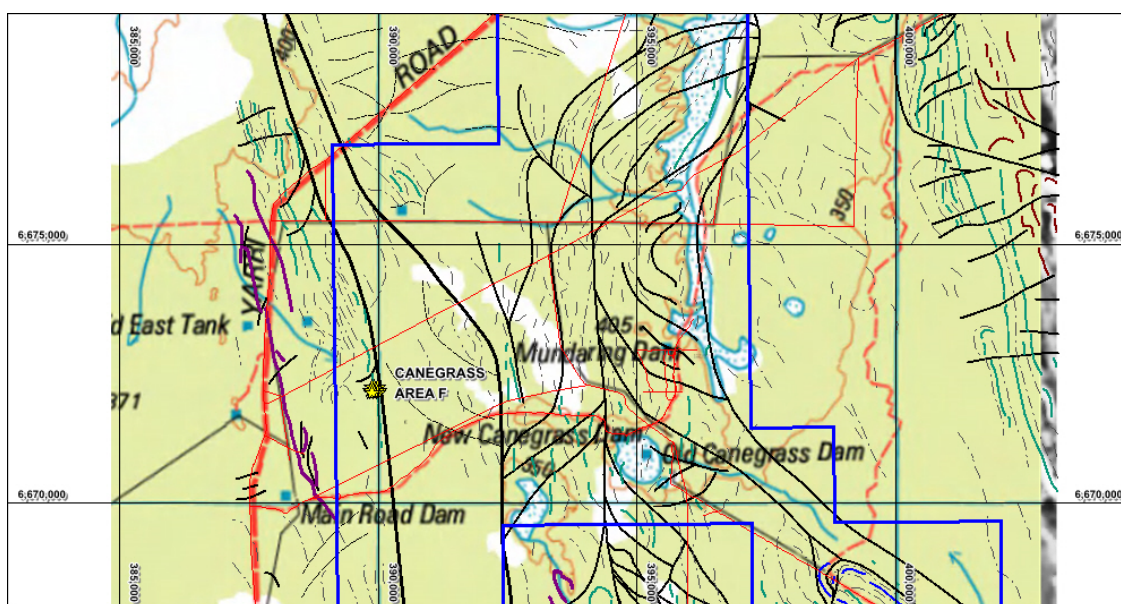 385,000
390,000
395,000
400,000
400
ROAD
350
6,675,000
6,675,000
YARRI
d East Tank
405
Mundaring Dam
CANEGRASS
AREA F
371
New Canegrass Dam
Old Canegrass Dam
350
6,670,000
6,670,000
Main Road Dam
385,000
390,000
395,000
400,000